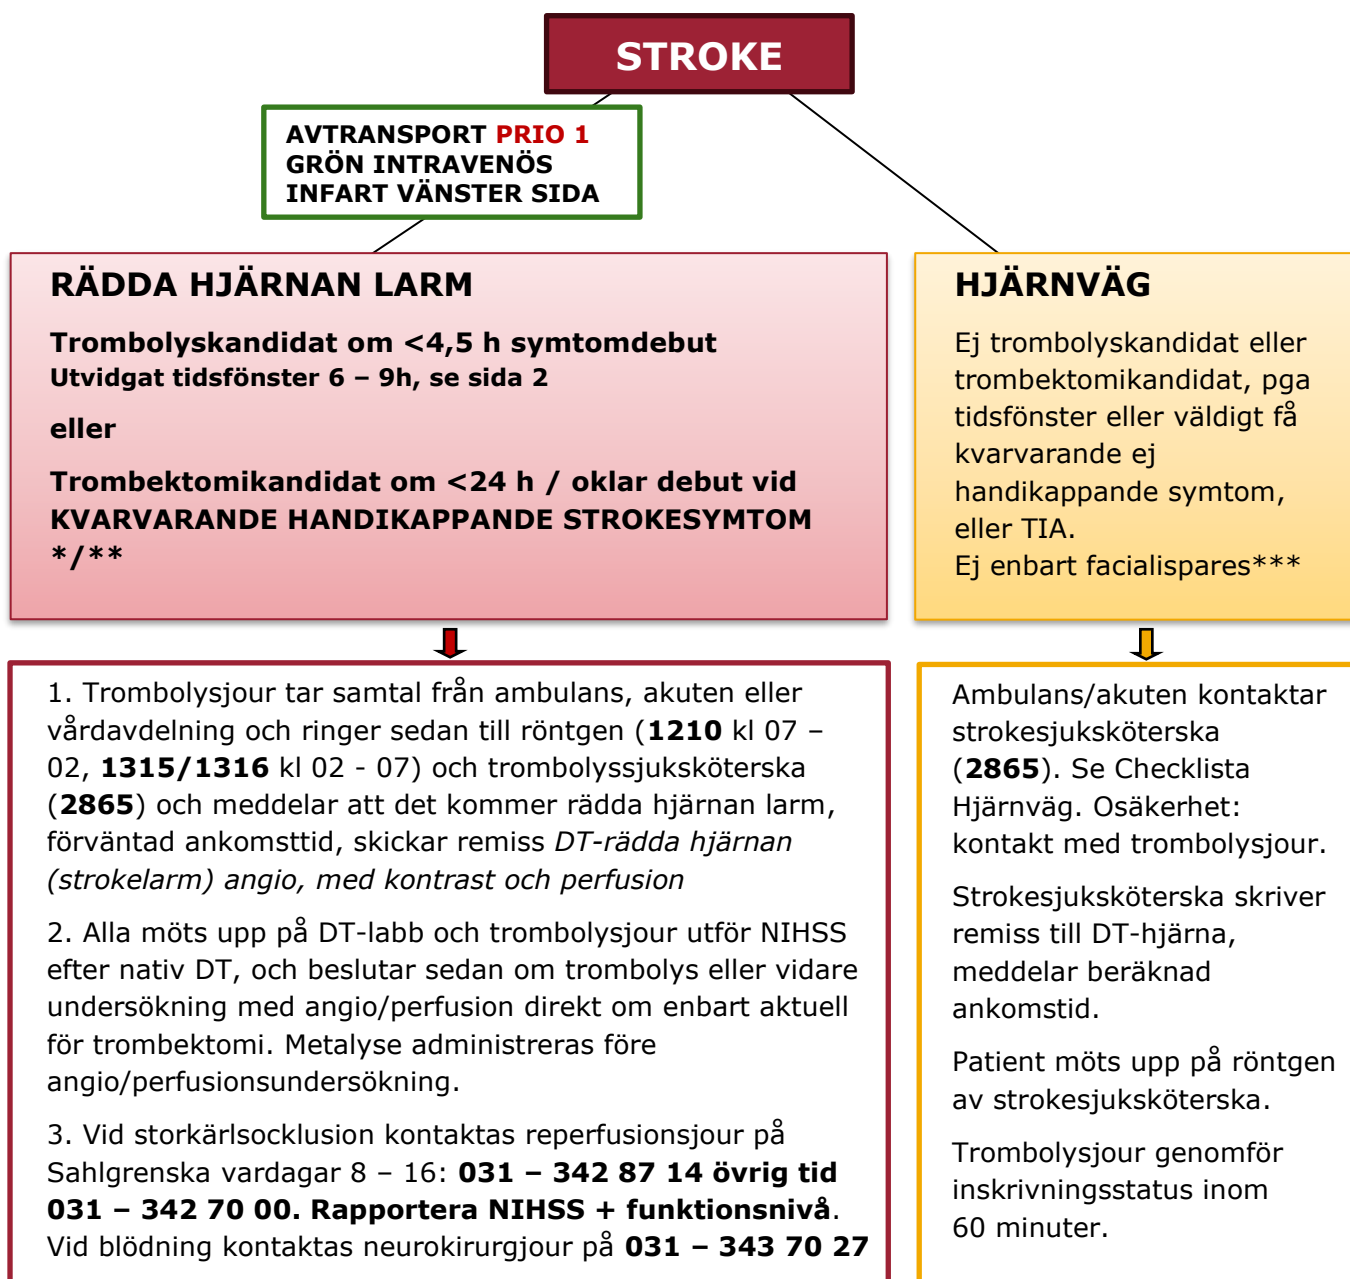 STROKE
AVTRANSPORT PRIO 1
GRÖN INTRAVENÖS
INFART VÄNSTER SIDA
RÄDDA HJÄRNAN LARM
Trombolyskandidat om <4,5 h symtomdebut
Utvidgat tidsfönster 6 – 9h, se sida 2
eller
Trombektomikandidat om <24 h / oklar debut vid
KVARVARANDE HANDIKAPPANDE STROKESYMTOM
*/**
HJÄRNVÄG
Ej trombolyskandidat eller
trombektomikandidat, pga
tidsfönster eller väldigt få
kvarvarande ej
handikappande symtom,
eller TIA.
Ej enbart facialispares***
1. Trombolysjour tar samtal från ambulans, akuten eller
vårdavdelning och ringer sedan till röntgen (1210 kl 07 –
02, 1315/1316 kl 02 - 07) och trombolyssjuksköterska
(2865) och meddelar att det kommer rädda hjärnan larm,
förväntad ankomsttid, skickar remiss DT-rädda hjärnan
(strokelarm) angio, med kontrast och perfusion
2. Alla möts upp på DT-labb och trombolysjour utför NIHSS
efter nativ DT, och beslutar sedan om trombolys eller vidare
undersökning med angio/perfusion direkt om enbart aktuell
för trombektomi. Metalyse administreras före
angio/perfusionsundersökning.
3. Vid storkärlsocklusion kontaktas reperfusionsjour på
Sahlgrenska vardagar 8 – 16: 031 – 342 87 14 övrig tid
031 – 342 70 00. Rapportera NIHSS + funktionsnivå.
Vid blödning kontaktas neurokirurgjour på 031 – 343 70 27
Ambulans/akuten kontaktar
strokesjuksköterska
(2865). Se Checklista
Hjärnväg. Osäkerhet:
kontakt med trombolysjour.
Strokesjuksköterska skriver
remiss till DT-hjärna,
meddelar beräknad
ankomstid.
Patient möts upp på röntgen
av strokesjuksköterska.
Trombolysjour genomför
inskrivningsstatus inom
60 minuter.